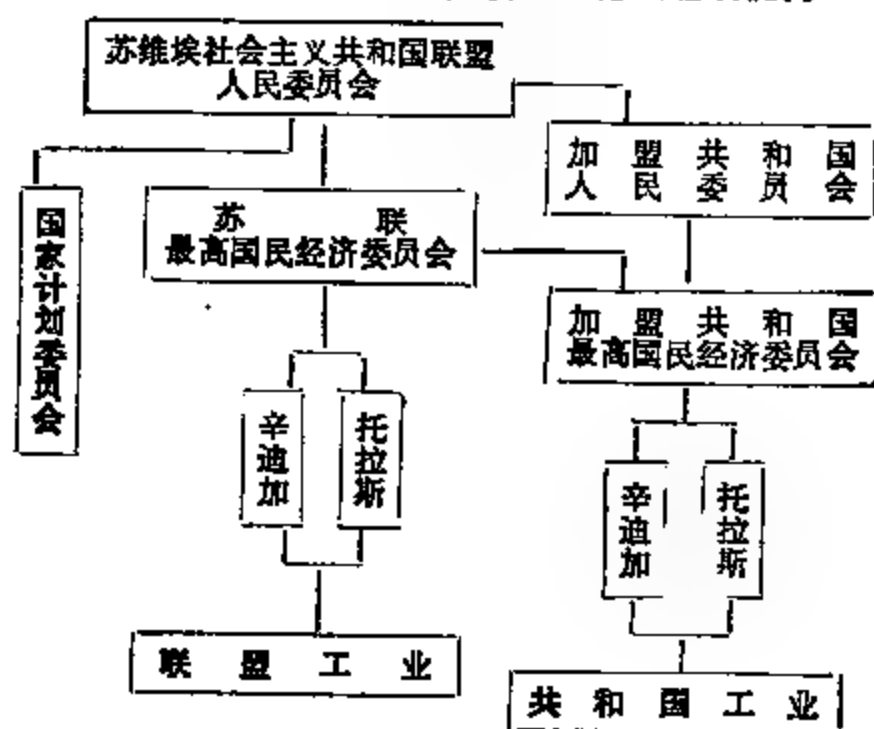 苏维埃社会主义共和国联盟
人民委员会
加盟共和国
人民委员会
国家计划委员会
苏联
最高国民经济委员会
加盟共和国
最高国民经济委员会
辛迪加
托拉斯
辛迪加
托拉斯
联盟工业
共和国工业